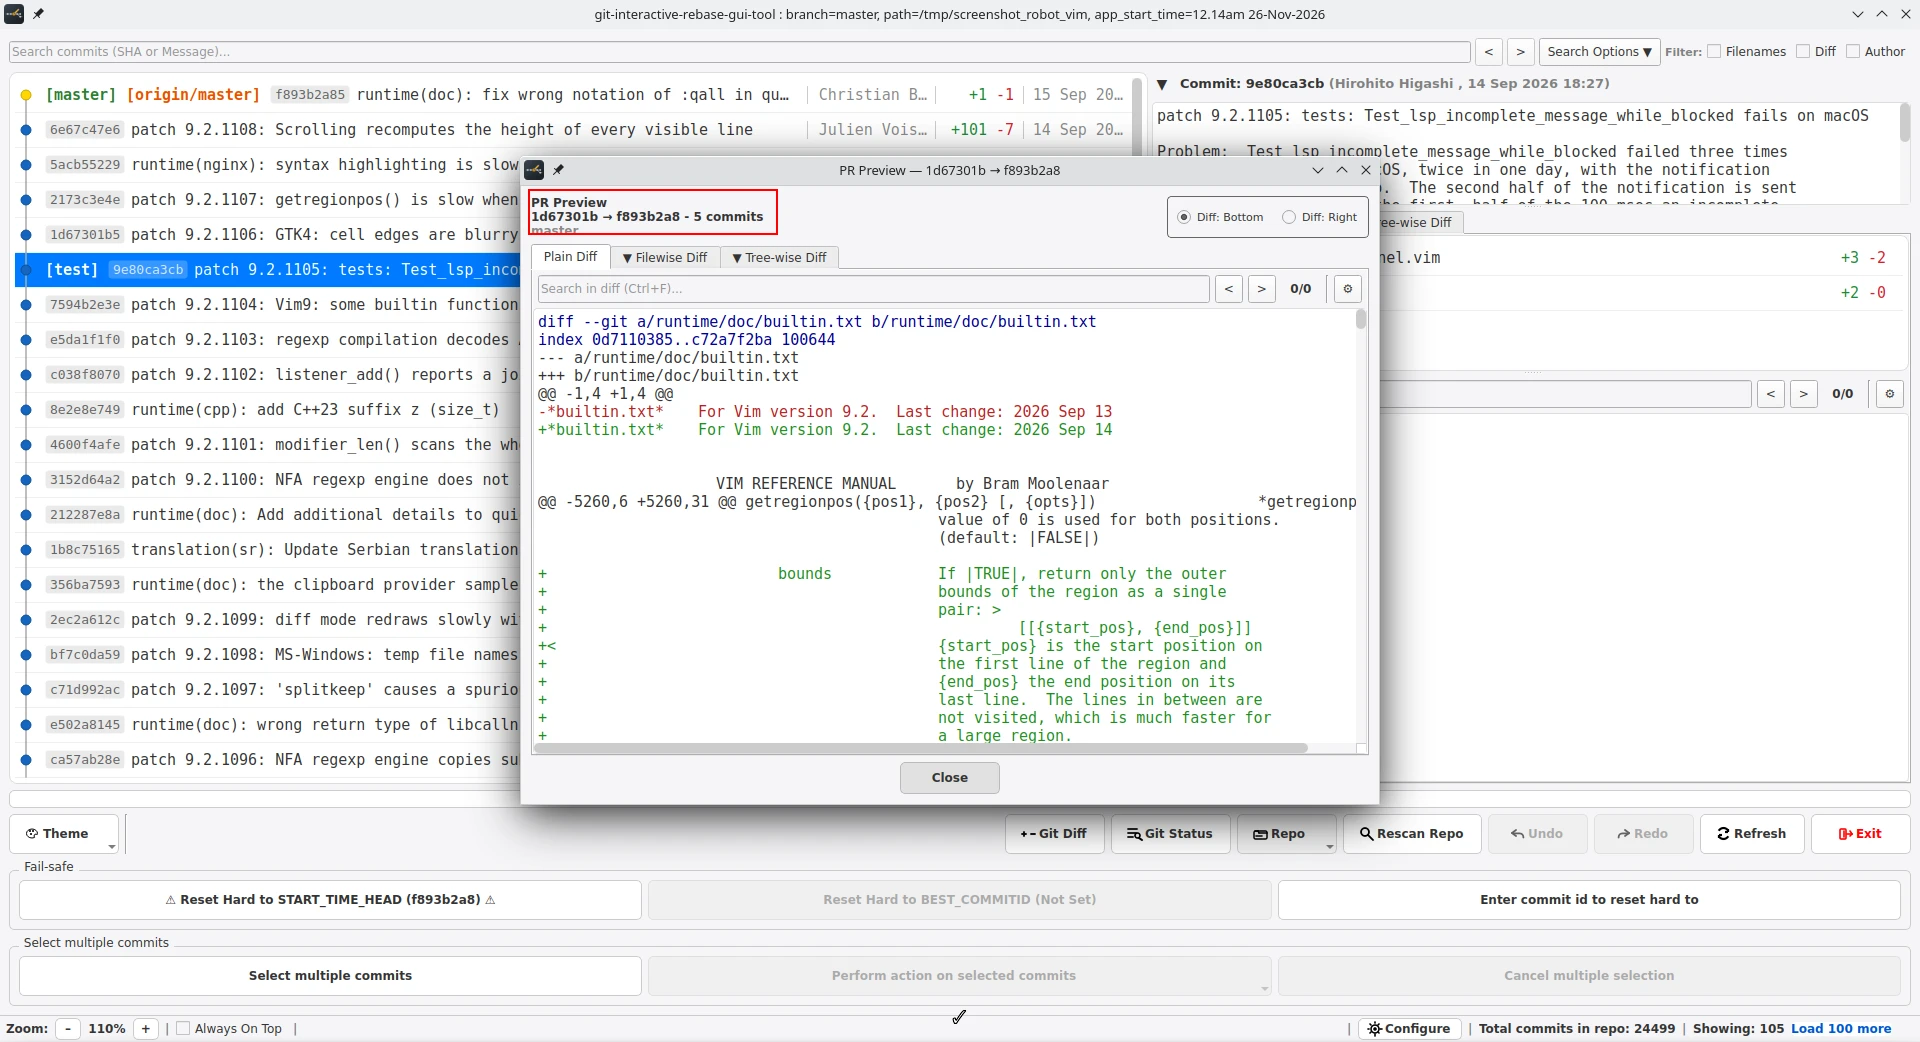 git-interactive-rebase-gui-tool : branch=master, path=/tmp/screenshot_robot_vim, app_start_time=12.14am 26-Nov-2026
Search commits (SHA or Message)...
< > Search Options ▼ Filter: Filenames Diff Author
[master] [origin/master] f893b2a85 runtime(doc): fix wrong notation of :qall in qu… Christian B… +1 -1 15 Sep 20…
6e67c47e6 patch 9.2.1108: Scrolling recomputes the height of every visible line Julien Vois… +101 -7 14 Sep 20…
5acb55229 runtime(nginx): syntax highlighting is slow
2173c3e4e patch 9.2.1107: getregionpos() is slow when
1d67301b5 patch 9.2.1106: GTK4: cell edges are blurry
[test] 9e80ca3cb patch 9.2.1105: tests: Test_lsp_inco
7594b2e3e patch 9.2.1104: Vim9: some builtin function
e5da1f1f0 patch 9.2.1103: regexp compilation decodes
c038f8070 patch 9.2.1102: listener_add() reports a jo
8e2e8e749 runtime(cpp): add C++23 suffix z (size_t)
4600f4afe patch 9.2.1101: modifier_len() scans the wh
3152d64a2 patch 9.2.1100: NFA regexp engine does not
212287e8a runtime(doc): Add additional details to qui
1b8c75165 translation(sr): Update Serbian translation
356ba7593 runtime(doc): the clipboard provider sample
2ec2a612c patch 9.2.1099: diff mode redraws slowly wi
bf7c0da59 patch 9.2.1098: MS-Windows: temp file names
c71d992ac patch 9.2.1097: 'splitkeep' causes a spurio
e502a8145 runtime(doc): wrong return type of libcalln
ca57ab28e patch 9.2.1096: NFA regexp engine copies su
▼ Commit: 9e80ca3cb (Hirohito Higashi , 14 Sep 2026 18:27)
patch 9.2.1105: tests: Test_lsp_incomplete_message_while_blocked fails on macOS
Problem: Test_lsp_incomplete_message_while_blocked failed three times
OS, twice in one day, with the notification
. The second half of the notification is sent
the first half of the 100 msec an incomplete
ree-wise Diff
nel.vim +3 -2
+2 -0
< > 0/0 ⚙
PR Preview — 1d67301b → f893b2a8
PR Preview
1d67301b → f893b2a8 - 5 commits
master
Diff: Bottom Diff: Right
Plain Diff ▼ Filewise Diff ▼ Tree-wise Diff
Search in diff (Ctrl+F)... < > 0/0 ⚙
diff --git a/runtime/doc/builtin.txt b/runtime/doc/builtin.txt
index 0d7110385..c72a7f2ba 100644
--- a/runtime/doc/builtin.txt
+++ b/runtime/doc/builtin.txt
@@ -1,4 +1,4 @@
-*builtin.txt* For Vim version 9.2. Last change: 2026 Sep 13
+*builtin.txt* For Vim version 9.2. Last change: 2026 Sep 14
VIM REFERENCE MANUAL by Bram Moolenaar
@@ -5260,6 +5260,31 @@ getregionpos({pos1}, {pos2} [, {opts}]) *getregionp
value of 0 is used for both positions.
(default: |FALSE|)
+ bounds If |TRUE|, return only the outer
+ bounds of the region as a single
+ pair: >
+ [[{start_pos}, {end_pos}]]
+< {start_pos} is the start position on
+ the first line of the region and
+ {end_pos} the end position on its
+ last line. The lines in between are
+ not visited, which is much faster for
+ a large region.
Close
Theme
+- Git Diff Git Status Repo Rescan Repo Undo Redo Refresh Exit
Fail-safe
⚠ Reset Hard to START_TIME_HEAD (f893b2a8) ⚠ Reset Hard to BEST_COMMITID (Not Set) Enter commit id to reset hard to
Select multiple commits
Select multiple commits Perform action on selected commits Cancel multiple selection
Zoom: - 110% + | Always On Top |
| Configure | Total commits in repo: 24499 | Showing: 105 Load 100 more